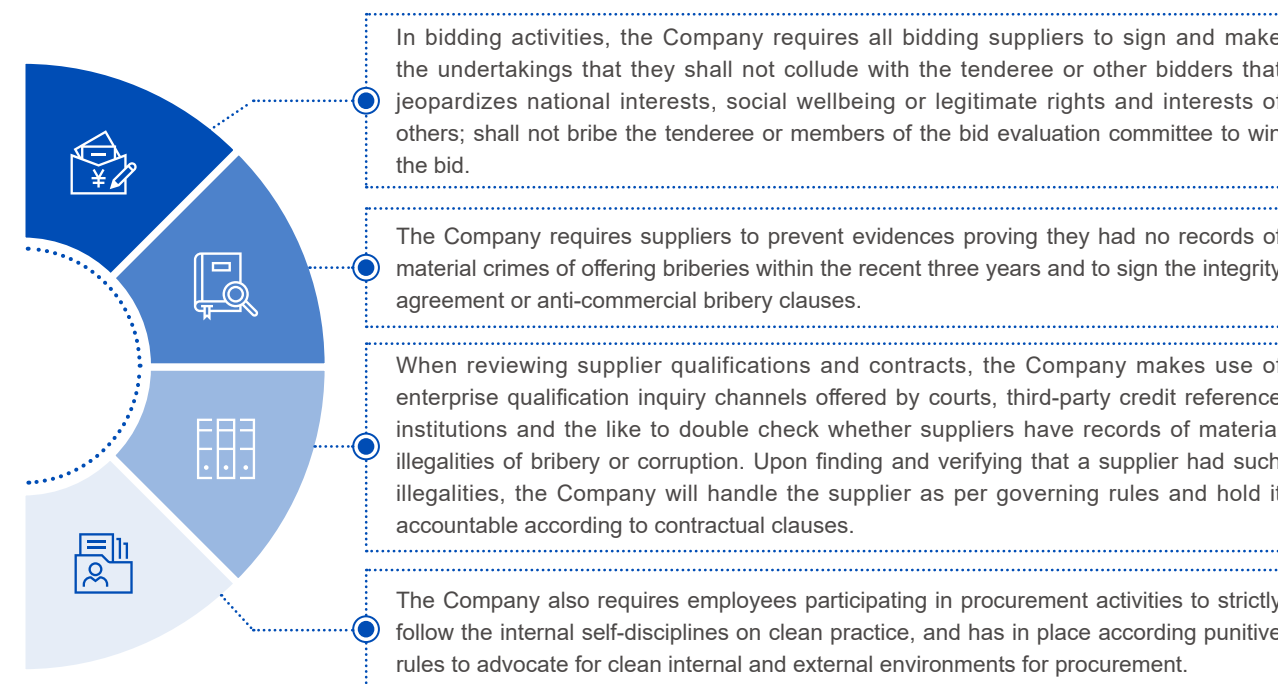 In bidding activities, the Company requires all bidding suppliers to sign and make
the undertakings that they shall not collude with the tenderee or other bidders that
jeopardizes national interests, social wellbeing or legitimate rights and interests of
others; shall not bribe the tenderee or members of the bid evaluation committee to win
the bid.
¥
The Company requires suppliers to prevent evidences proving they had no records of
material crimes of offering briberies within the recent three years and to sign the integrity
agreement or anti-commercial bribery clauses.
When reviewing supplier qualifications and contracts, the Company makes use of
enterprise qualification inquiry channels offered by courts, third-party credit reference
institutions and the like to double check whether suppliers have records of material
illegalities of bribery or corruption. Upon finding and verifying that a supplier had such
illegalities, the Company will handle the supplier as per governing rules and hold it
accountable according to contractual clauses.
The Company also requires employees participating in procurement activities to strictly
follow the internal self-disciplines on clean practice, and has in place according punitive
rules to advocate for clean internal and external environments for procurement.